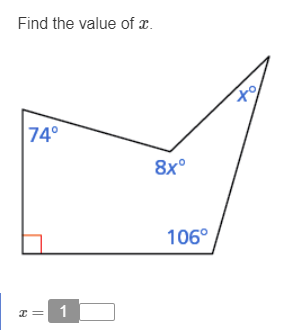 Find the value of x.
x°
74°
8x°
106°
x = 1